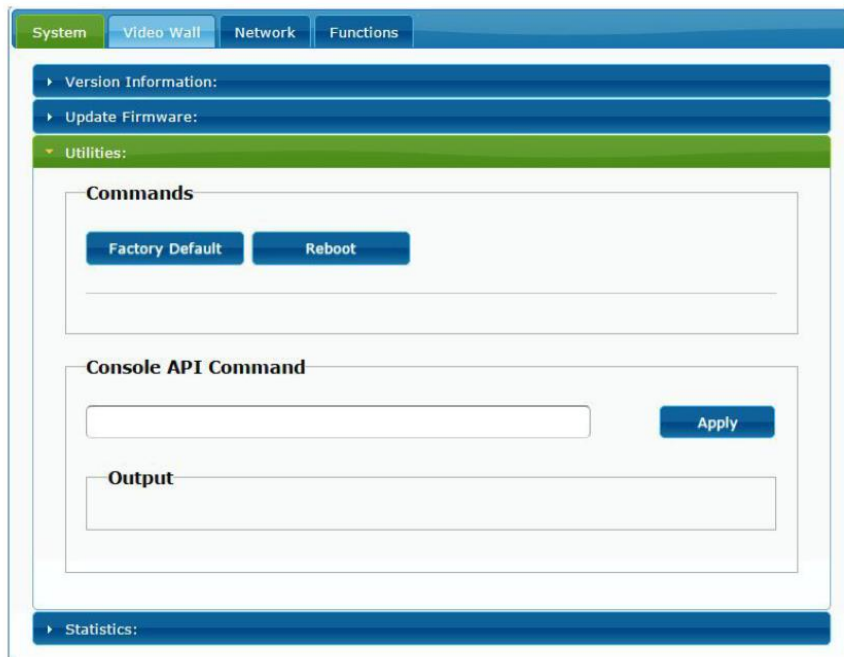 System Video Wall Network Functions
Version Information:
Update Firmware:
Utilities:
Commands
Factory Default Reboot
Console API Command
Apply
Output
Statistics: